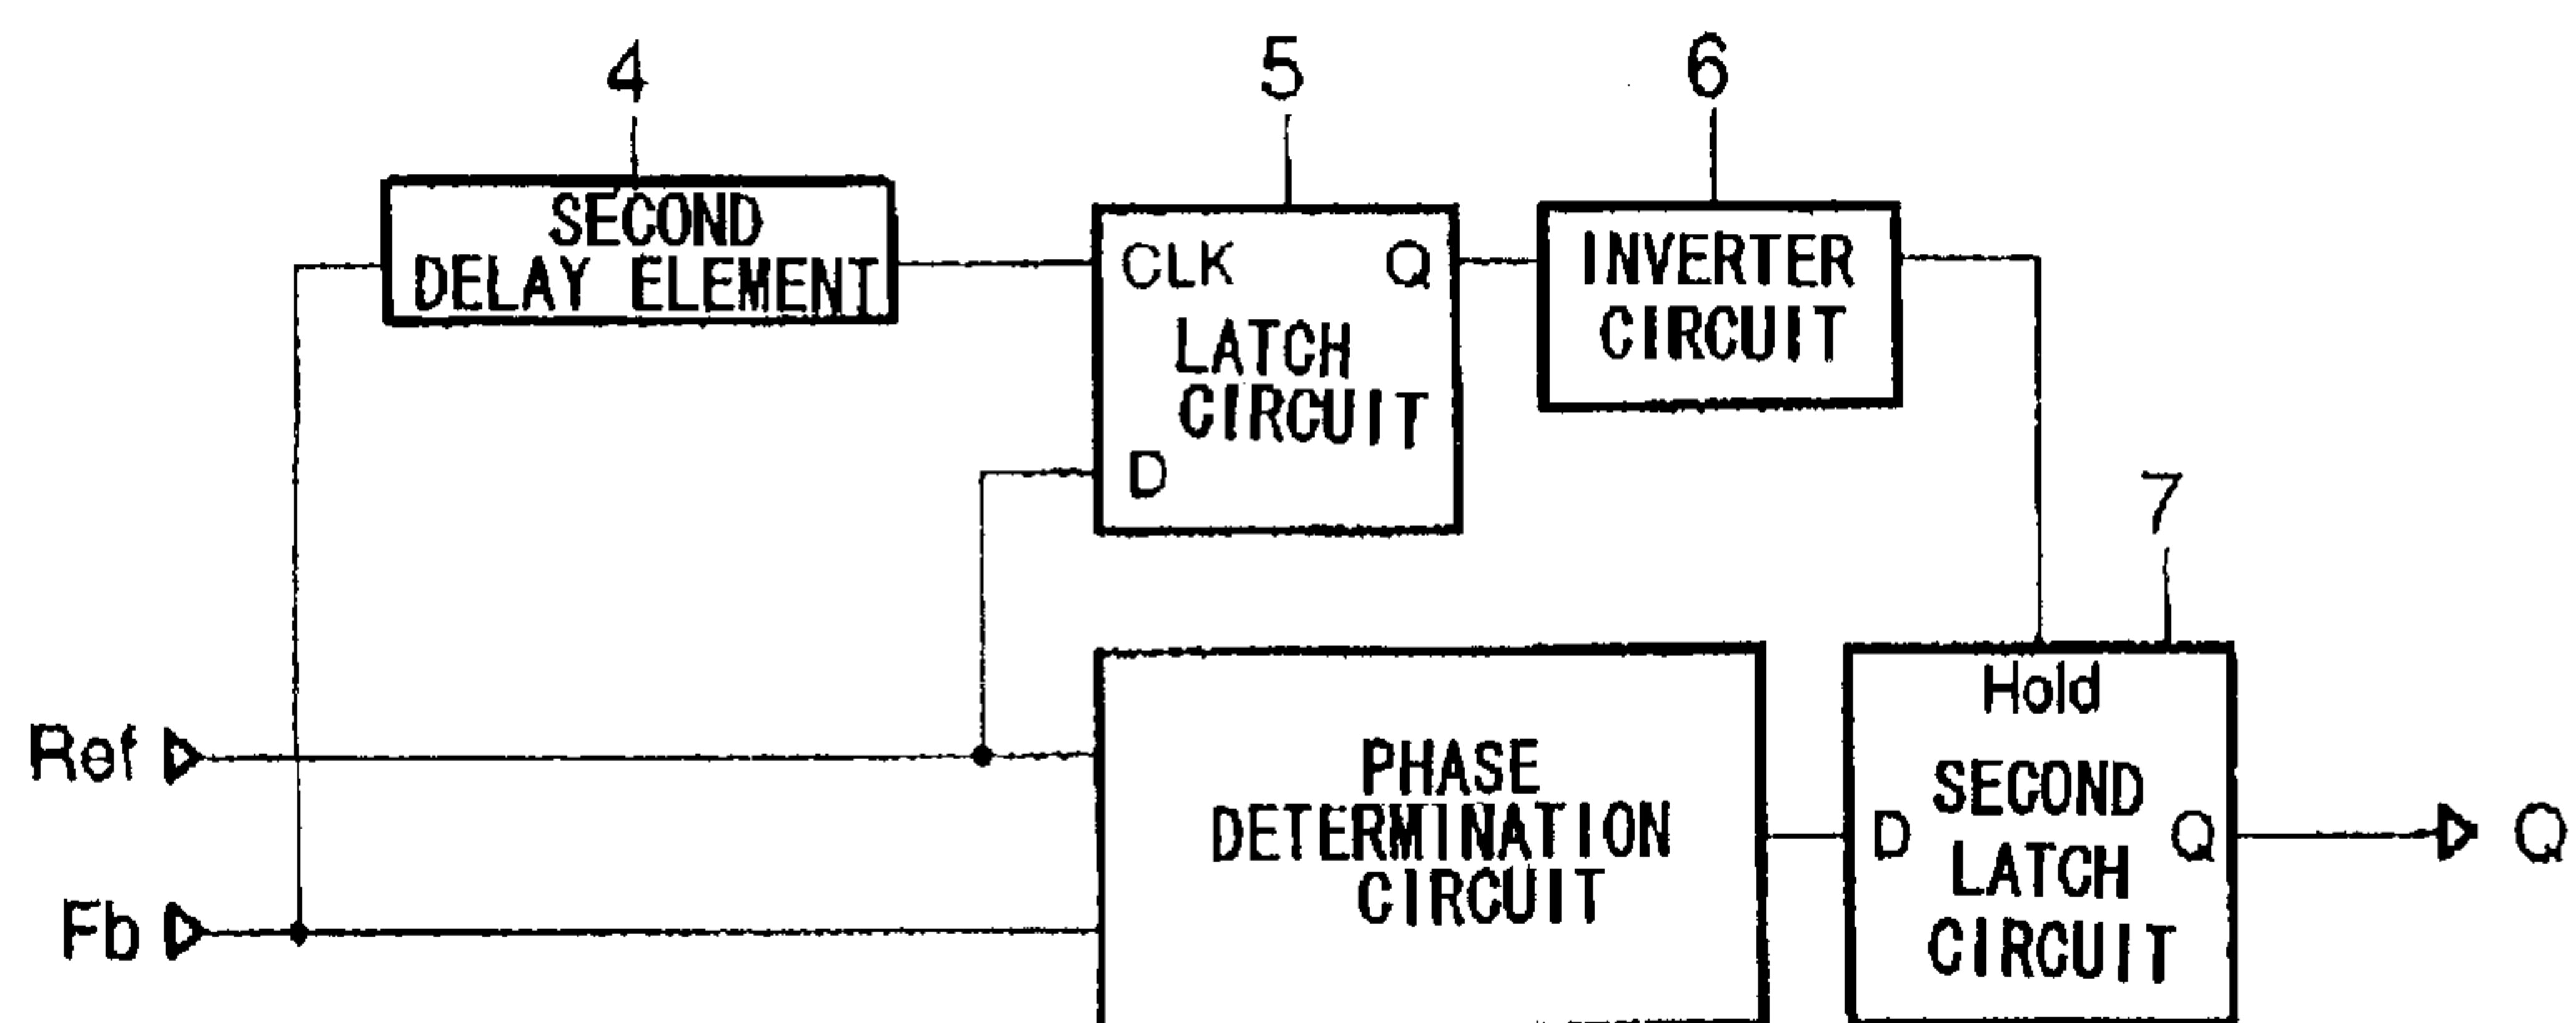 4
5
6
SECOND
DELAY ELEMENT
CLK
Q
LATCH
CIRCUIT
D
INVERTER
CIRCUIT
7
Ref
Fb
PHASE
DETERMINATION
CIRCUIT
Hold
SECOND
LATCH
CIRCUIT
D
Q
Q